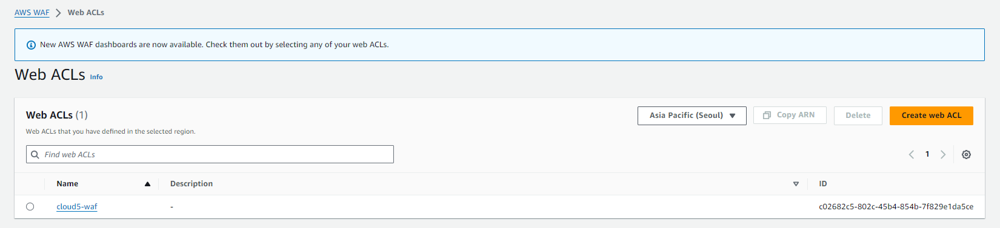 AWS WAF > Web ACLs
New AWS WAF dashboards are now available. Check them out by selecting any of your web ACLs.
Web ACLs Info
Web ACLs (1)
Asia Pacific (Seoul) Copy ARN Delete Create web ACL
Web ACLs that you have defined in the selected region.
Find web ACLs
1
Name Description ID
cloud5-waf - c02682c5-802c-45b4-854b-7f829e1da5ce